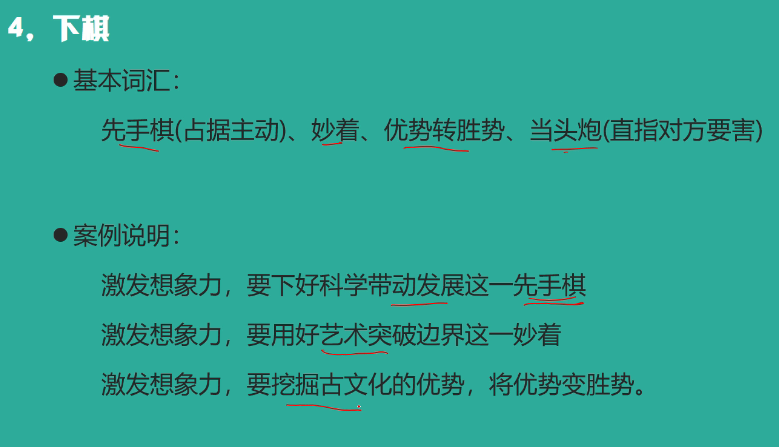 4，下棋
●基本词汇：
先手棋(占据主动)、妙着、优势转胜势、当头炮(直指对方要害)
●案例说明：
激发想象力，要下好科学带动发展这一先手棋
激发想象力，要用好艺术突破边界这一妙着
激发想象力，要挖掘古文化的优势，将优势变胜势。